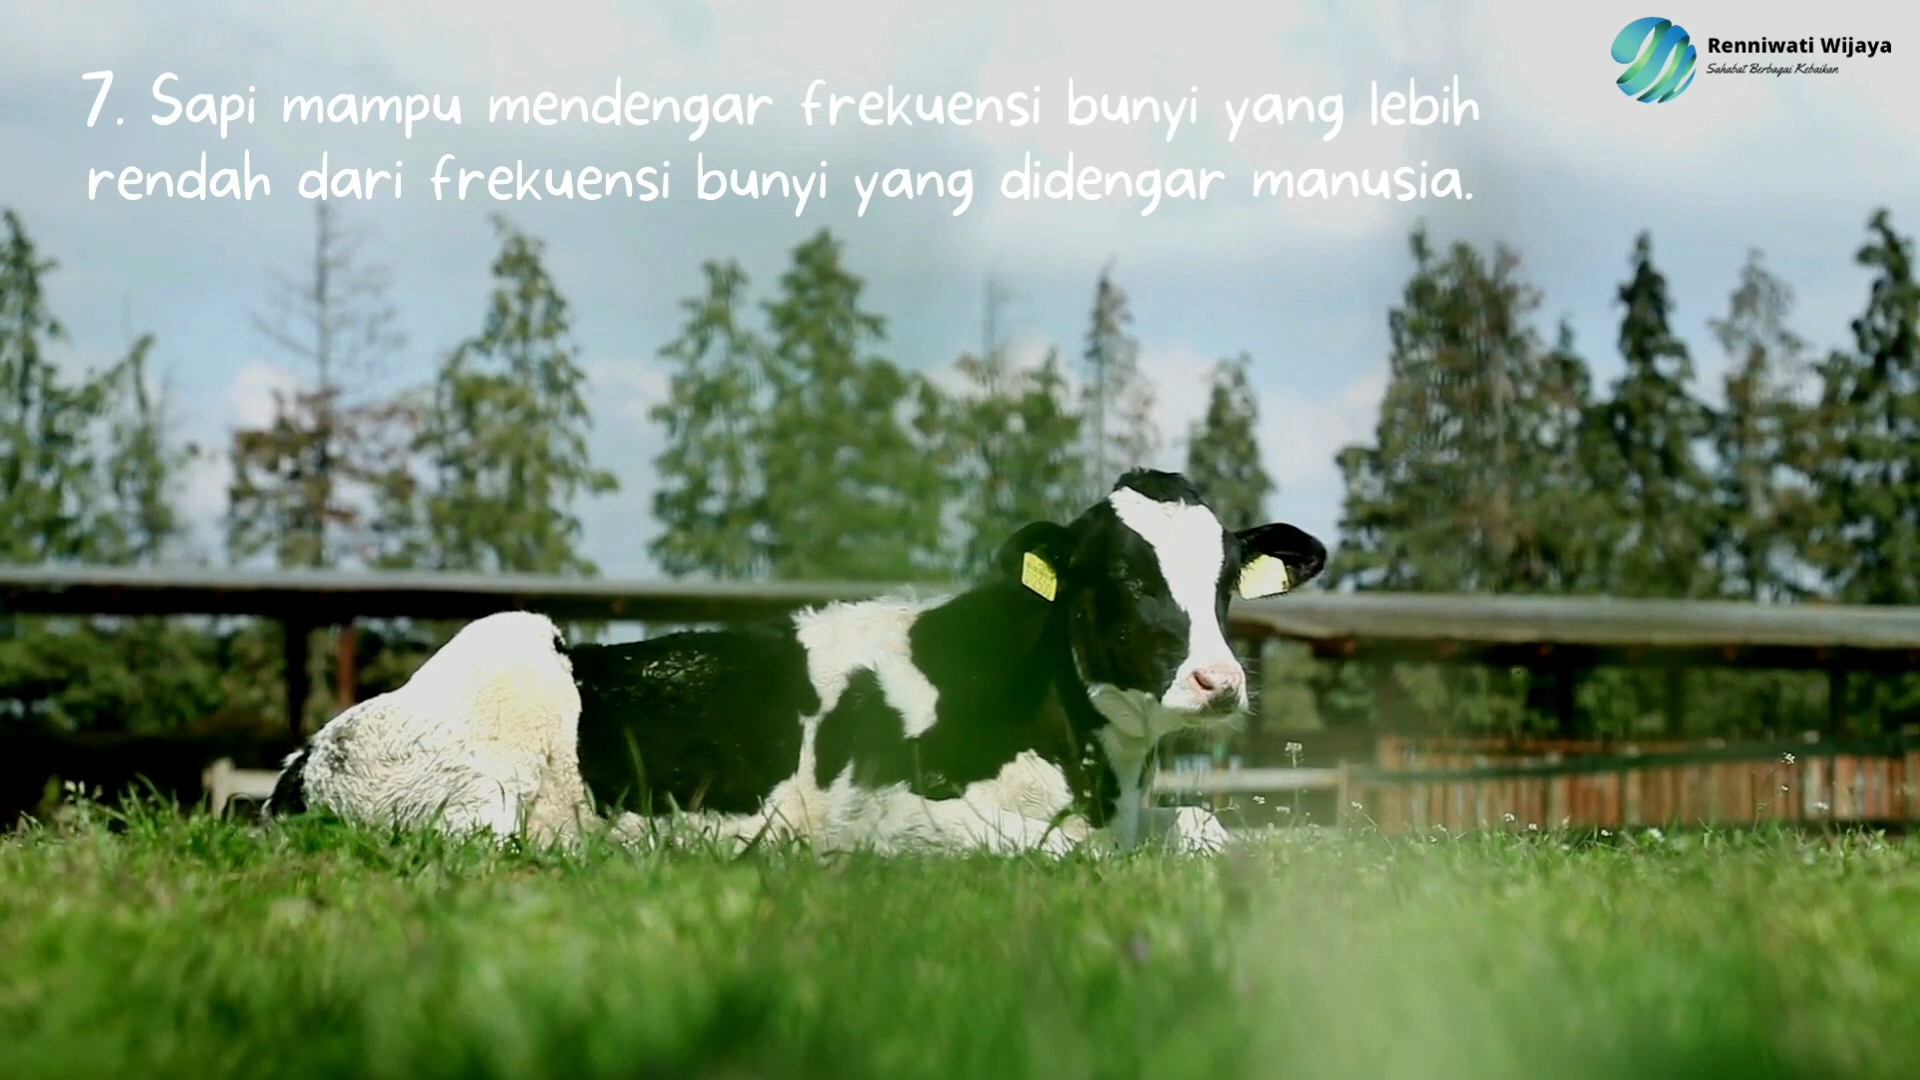 7. Sapi mampu mendengar frekuensi bunyi yang lebih
rendah dari frekuensi bunyi yang didengar manusia.
Renniwati Wijaya
Sahabat Berbagai Kebaikan